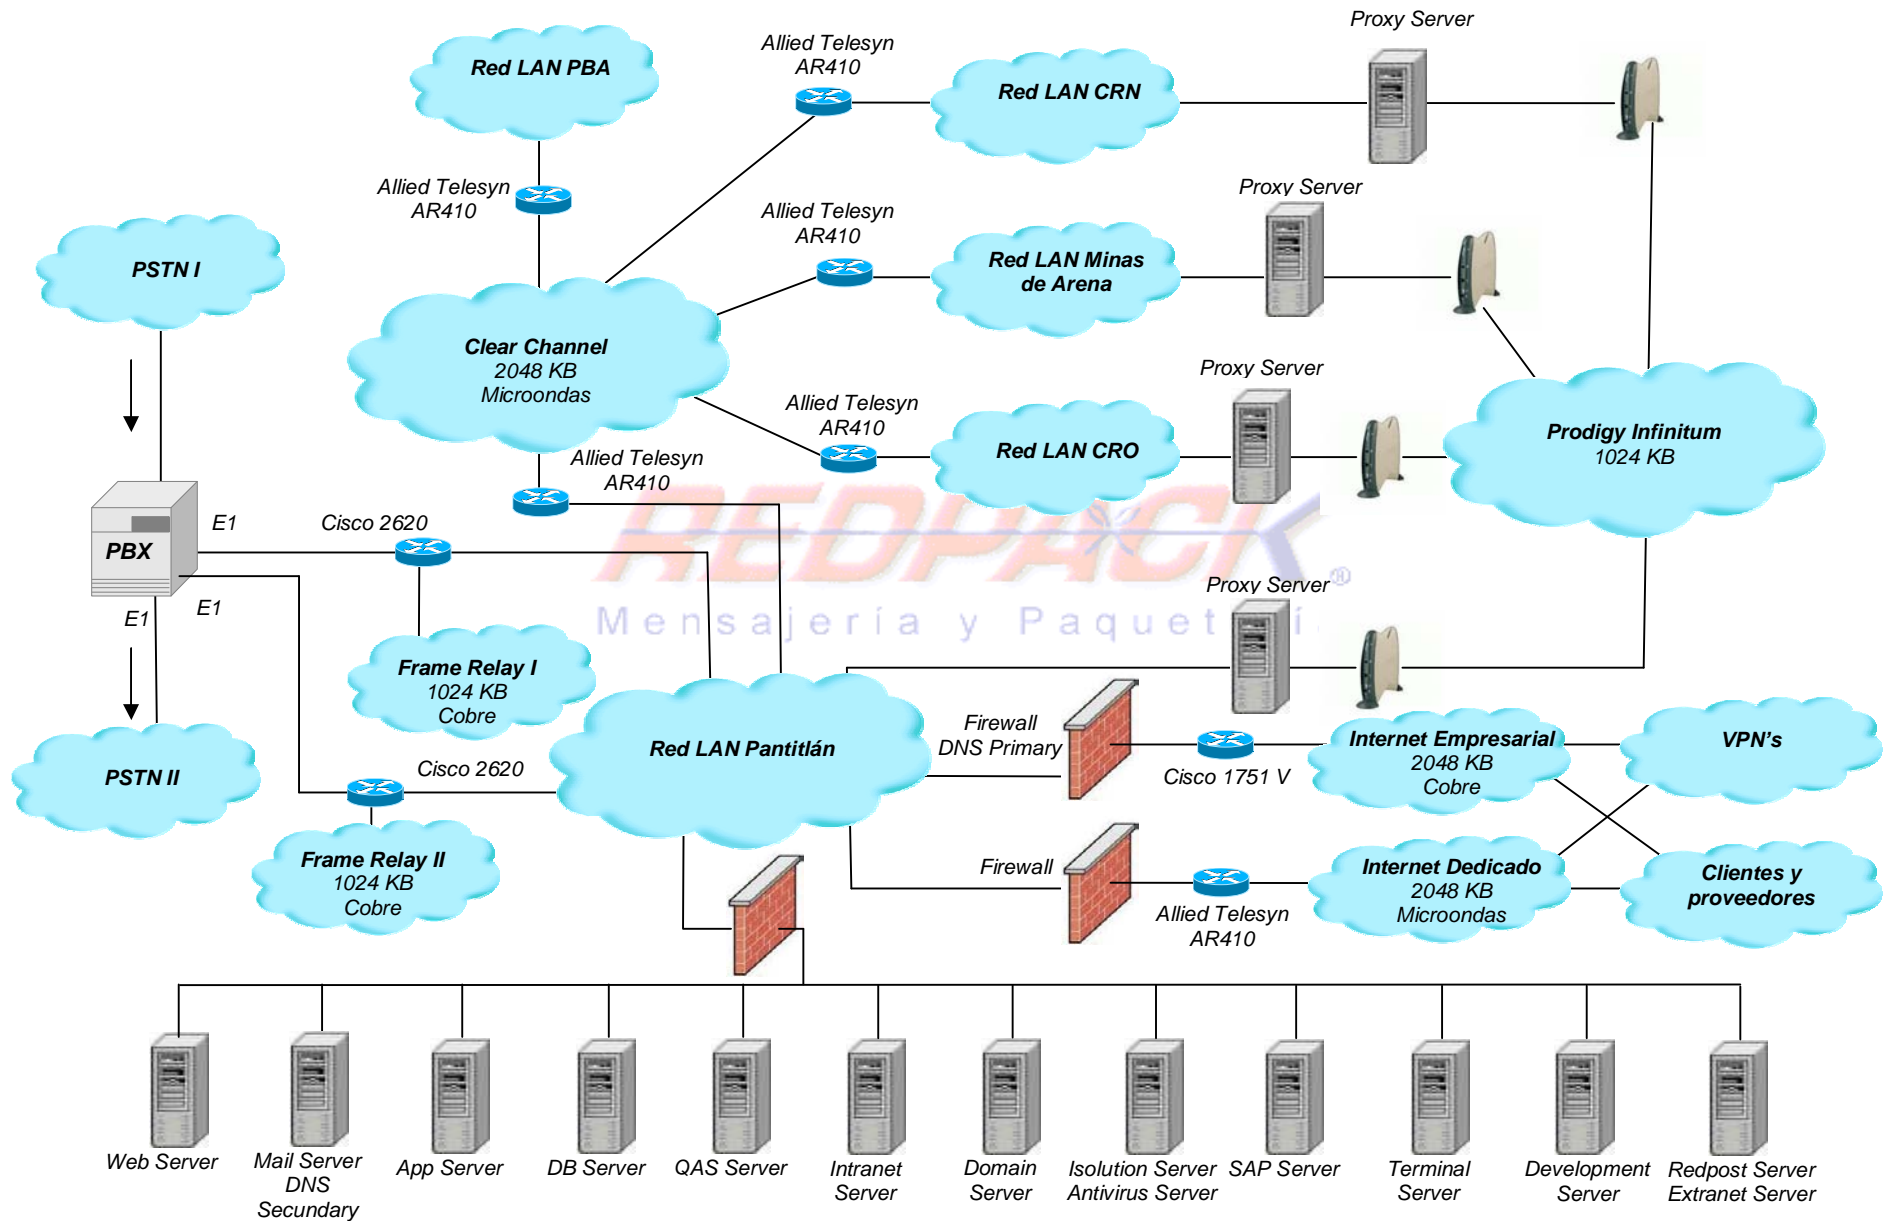 Proxy Server
Allied Telesyn
AR410
Red LAN PBA
Red LAN CRN
Allied Telesyn
AR410
Proxy Server
Allied Telesyn
AR410
PSTN I
Red LAN Minas
de Arena
Clear Channel
2048 KB
Microondas
Proxy Server
Allied Telesyn
AR410
Red LAN CRO
Prodigy Infinitum
1024 KB
Allied Telesyn
AR410
REDPACK
®
Mensajería y Paquet í
PBX
E1
Cisco 2620
E1
E1
Proxy Server
Frame Relay I
1024 KB
Cobre
Red LAN Pantitlán
Firewall
DNS Primary
Cisco 1751 V
Internet Empresarial
2048 KB
Cobre
VPN's
PSTN II
Cisco 2620
Frame Relay II
1024 KB
Cobre
Firewall
Allied Telesyn
AR410
Internet Dedicado
2048 KB
Microondas
Clientes y
proveedores
Web Server
Mail Server
DNS
Secundary
App Server
DB Server
QAS Server
Intranet
Server
Domain
Server
Isolution Server
Antivirus Server
SAP Server
Terminal
Server
Development
Server
Redpost Server
Extranet Server